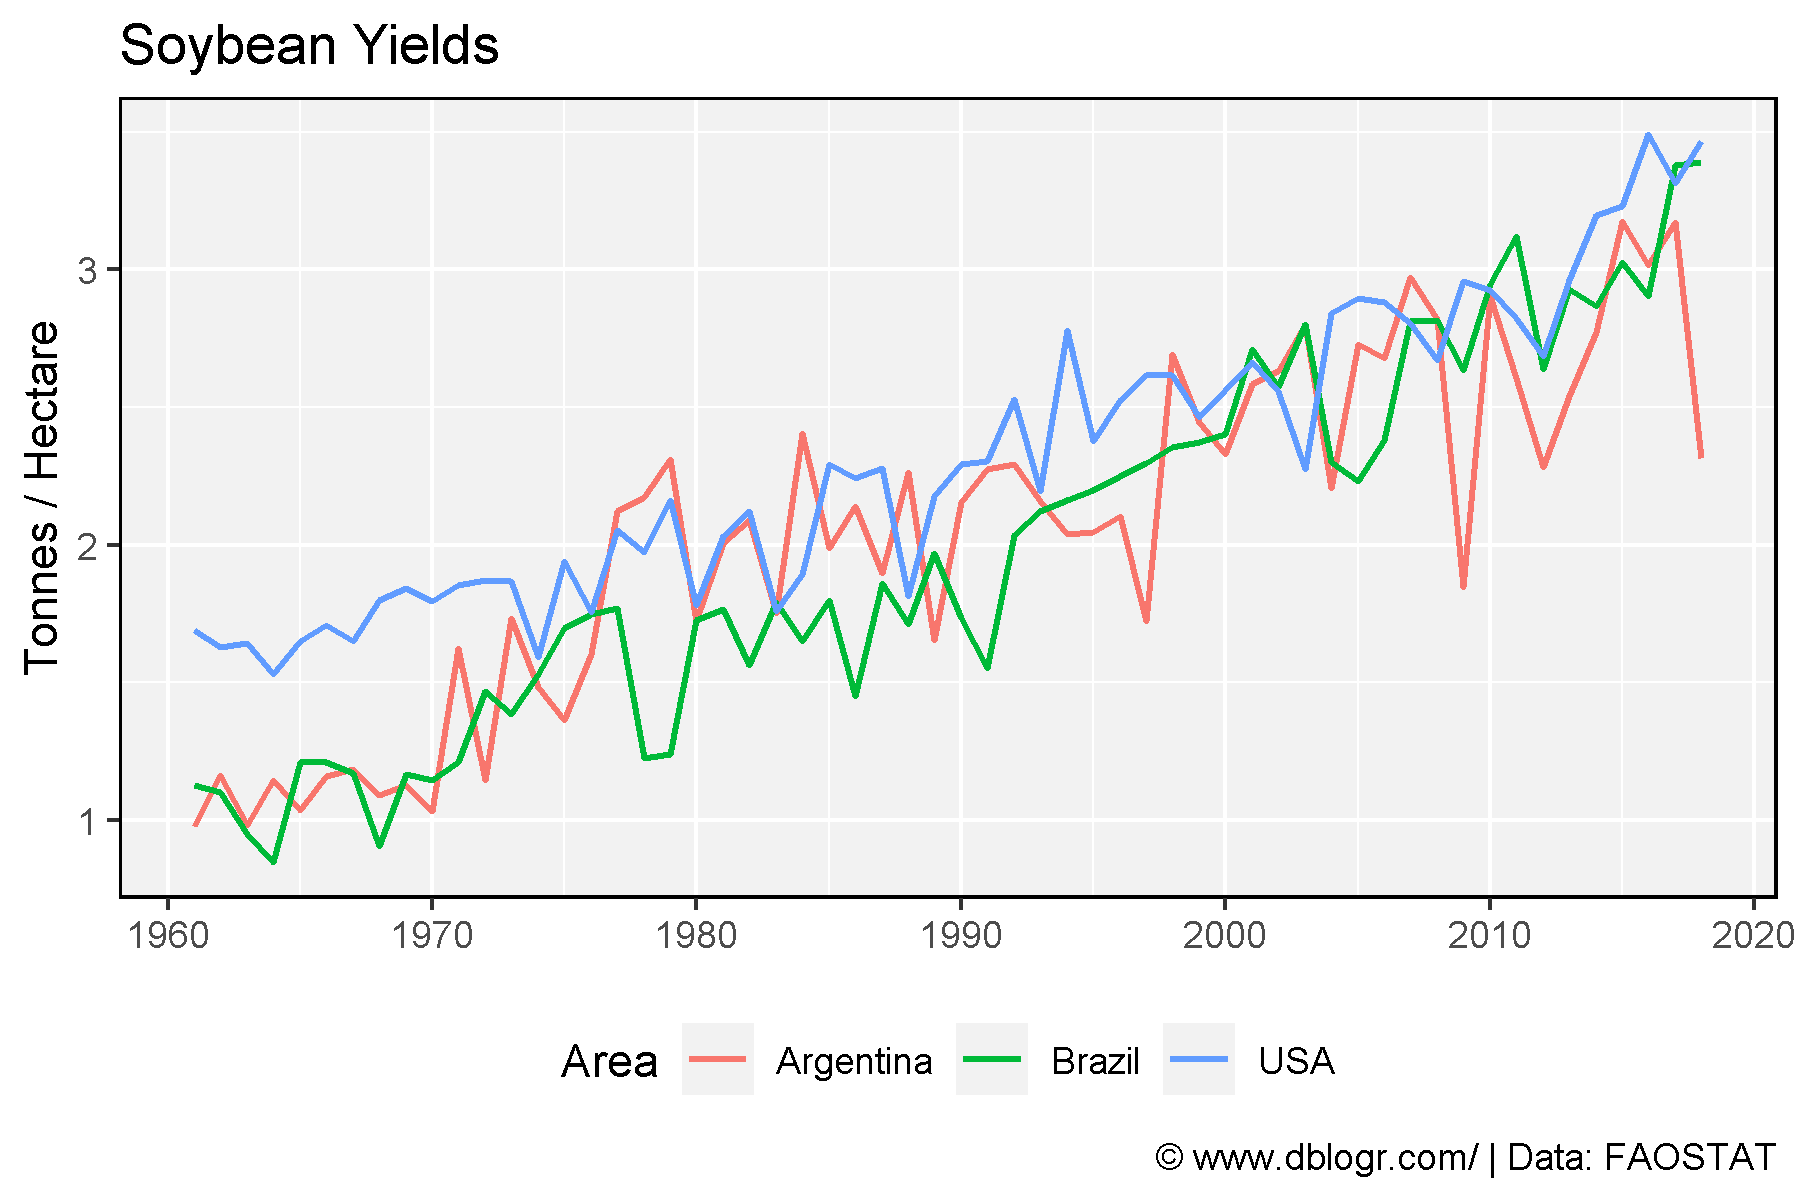 Soybean Yields
Tonnes / Hectare
3
2
1
1960 1970 1980 1990 2000 2010 2020
Area Argentina Brazil USA
© www.dblogr.com/ | Data: FAOSTAT